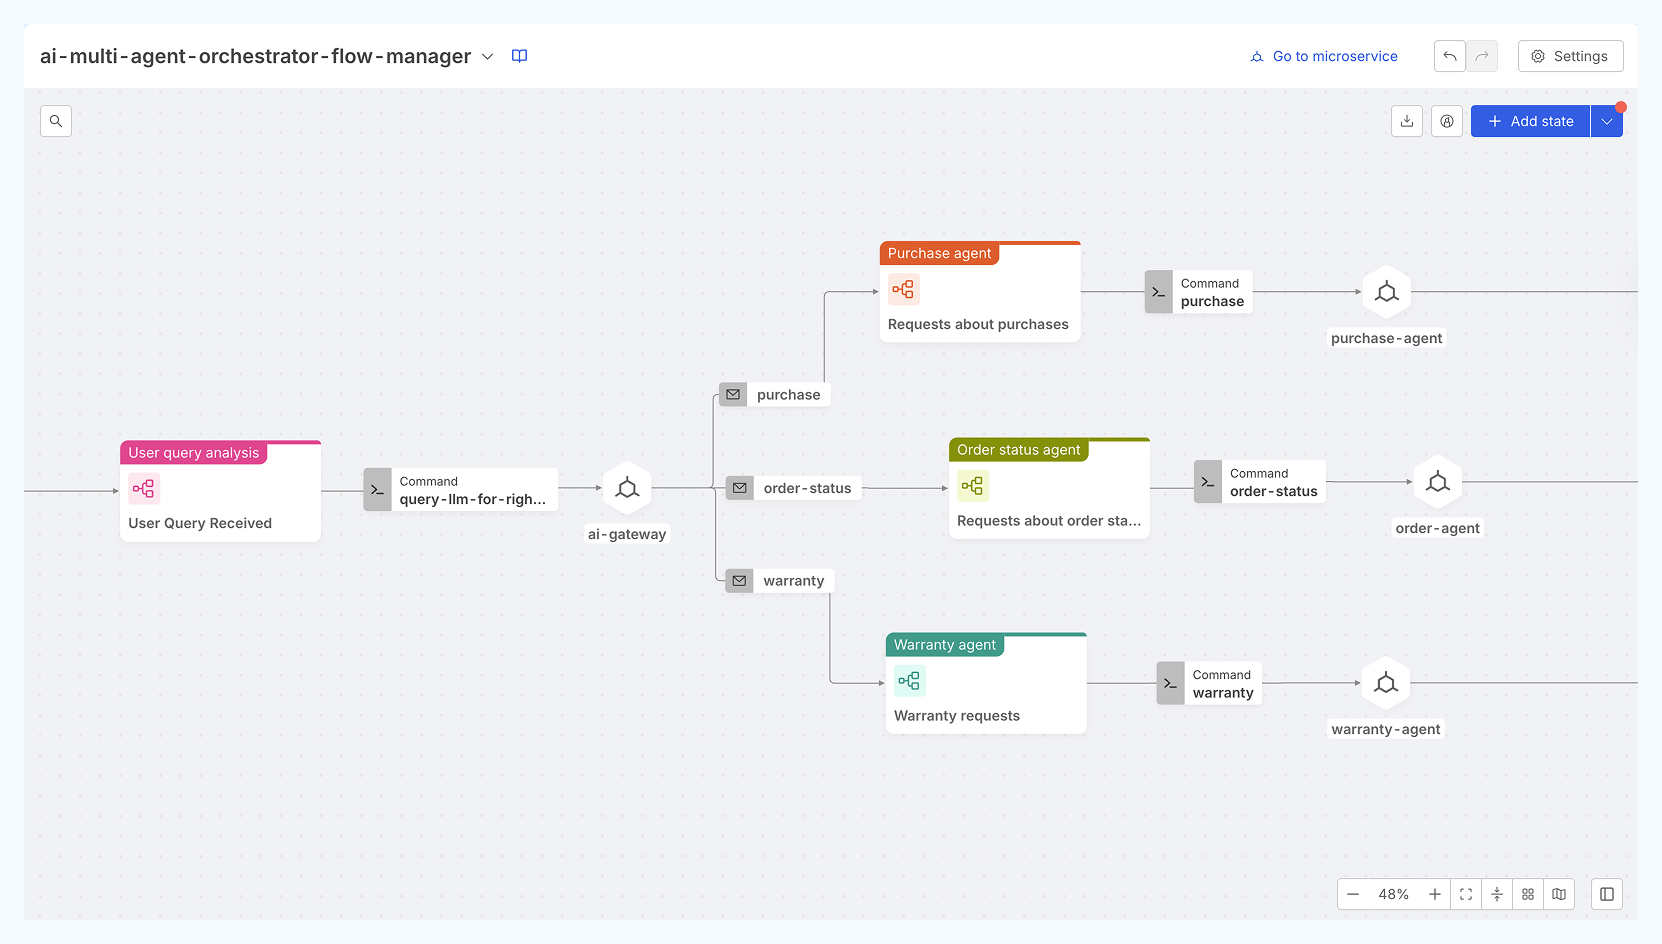 ai-multi-agent-orchestrator-flow-manager
Go to microservice
Settings
Add state
Purchase agent
Requests about purchases
Command
purchase
purchase-agent
purchase
User query analysis
User Query Received
Command
query-llm-for-righ...
ai-gateway
order-status
Order status agent
Requests about order sta...
Command
order-status
order-agent
warranty
Warranty agent
Warranty requests
Command
warranty
warranty-agent
48%